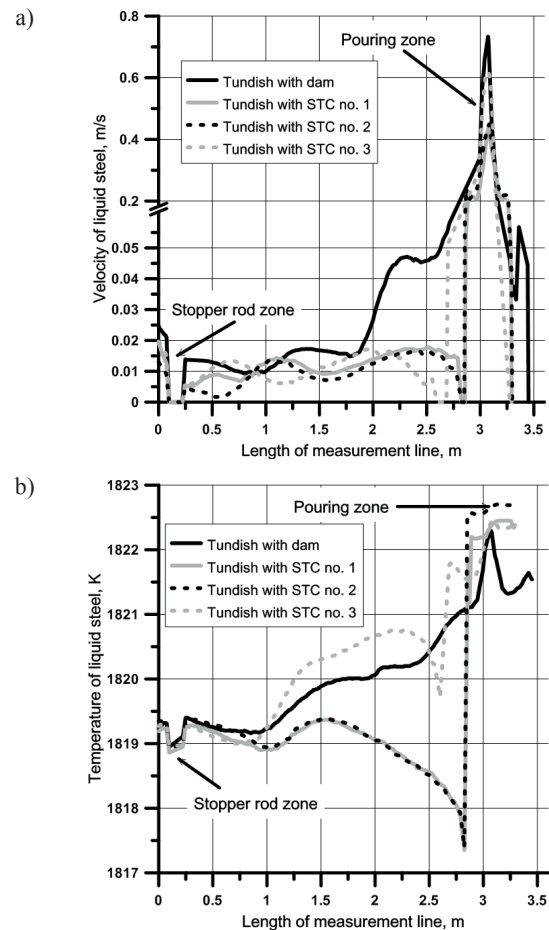 a)
0.8
0.6
0.4
0.2
0.05
0.04
0.03
0.02
0.01
0
Velocity of liquid steel, m/s
Pouring zone
Tundish with dam
Tundish with STC no. 1
Tundish with STC no. 2
Tundish with STC no. 3
Stopper rod zone
0 0.5 1 1.5 2 2.5 3 3.5
Length of measurement line, m
b)
1823
1822
1821
1820
1819
1818
1817
Temperature of liquid steel, K
Pouring zone
Tundish with dam
Tundish with STC no. 1
Tundish with STC no. 2
Tundish with STC no. 3
Stopper rod zone
0 0.5 1 1.5 2 2.5 3 3.5
Length of measurement line, m